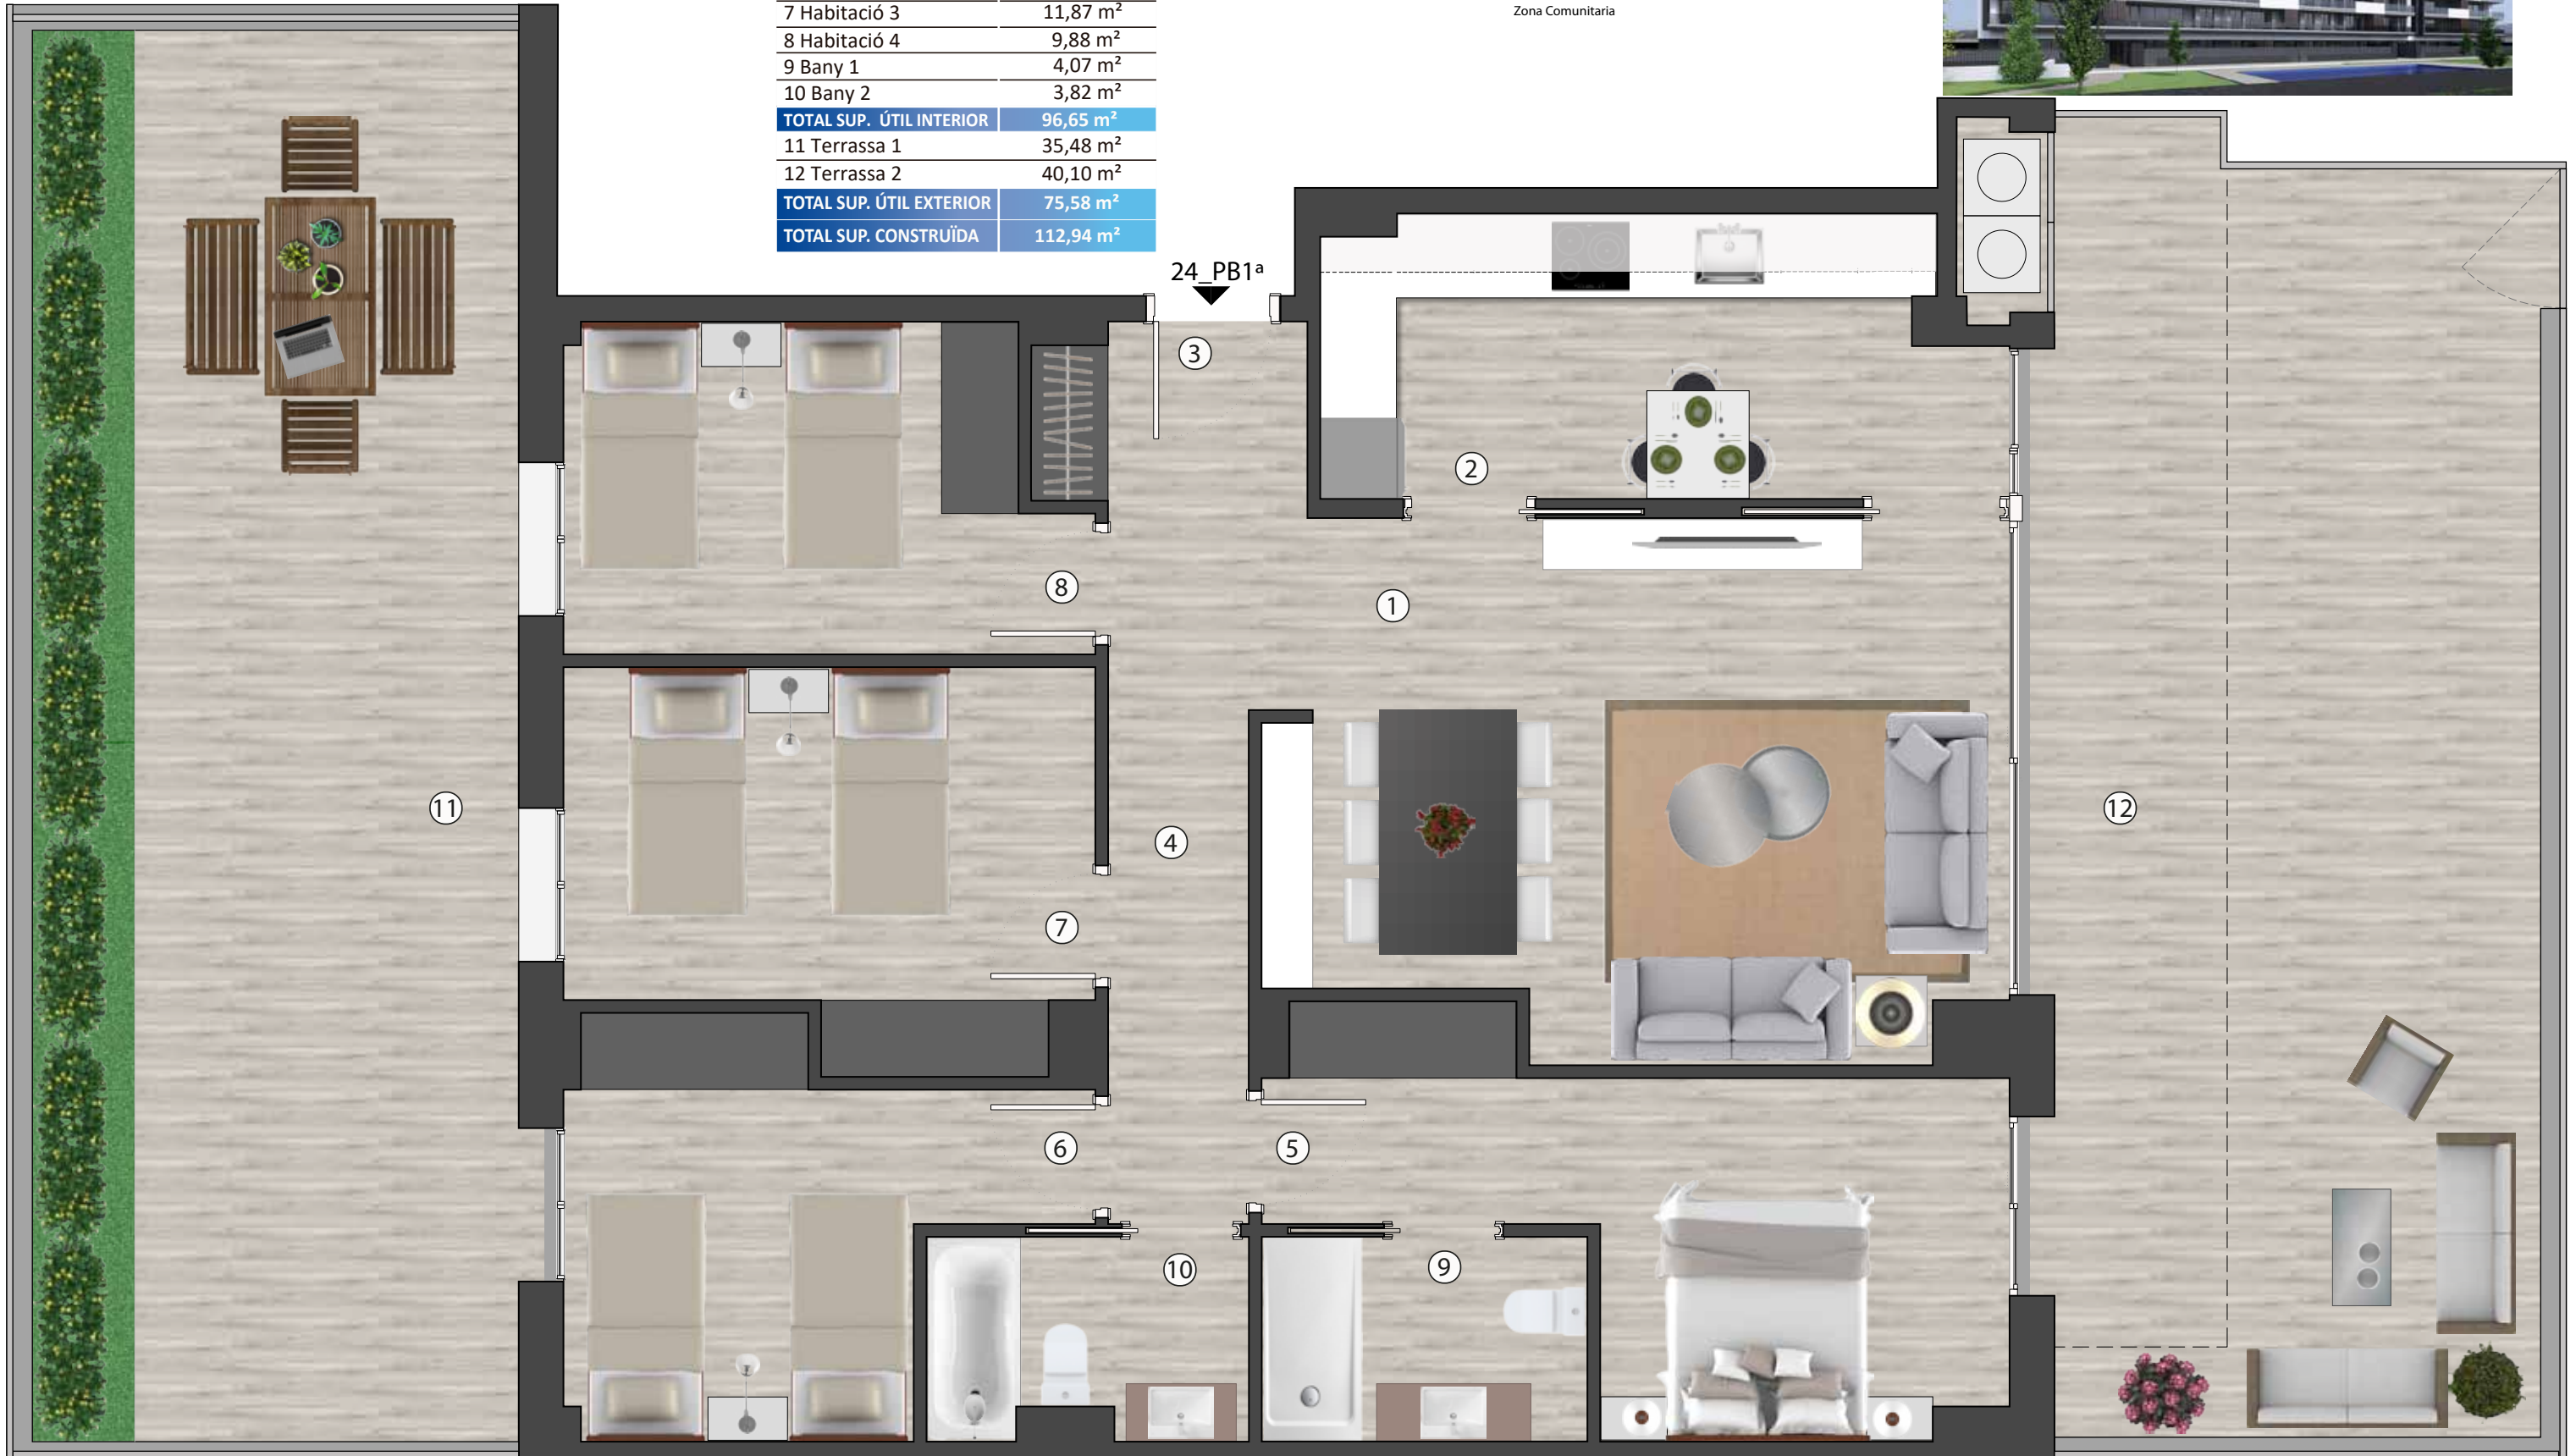 7 Habitació 3 11,87 m²
8 Habitació 4 9,88 m²
9 Bany 1 4,07 m²
10 Bany 2 3,82 m²
TOTAL SUP. ÚTIL INTERIOR 96,65 m²
11 Terrassa 1 35,48 m²
12 Terrassa 2 40,10 m²
TOTAL SUP. ÚTIL EXTERIOR 75,58 m²
TOTAL SUP. CONSTRUÏDA 112,94 m²
Zona Comunitaria
24_PB1ª
3
2
8
1
11
12
4
7
6
5
10
9